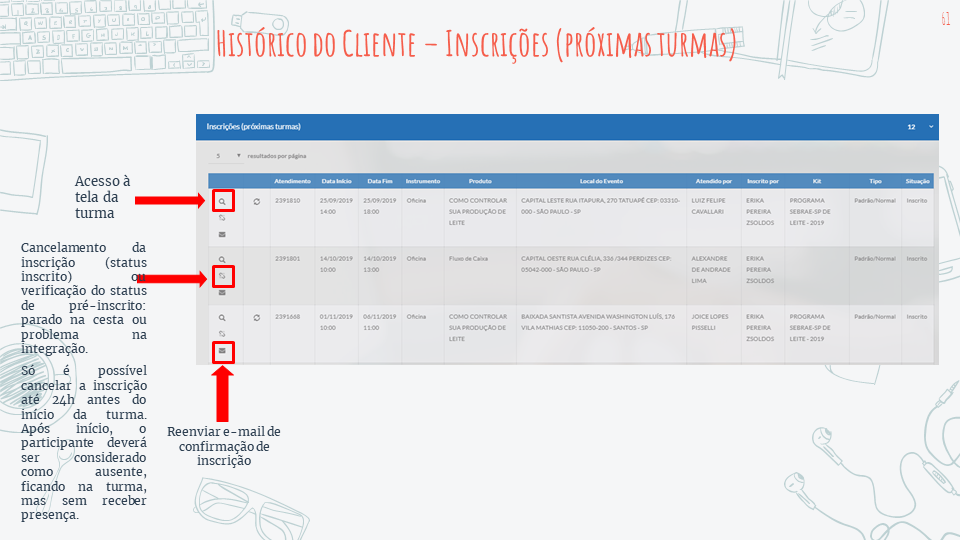 61
HISTÓRICO DO CLIENTE – INSCRIÇÕES (PRÓXIMAS TURMAS)
Inscrições (próximas turmas) 12
5 resultados por página
Atendimento Data Início Data Fim Instrumento Produto Local do Evento Atendido por Inscrito por Kit Tipo Situação
2391810 25/09/2019 25/09/2019 Oficina COMO CONTROLAR CAPITAL LESTE RUA ITAPURA, 270 TATUAPÉ CEP: 03310- LUIZ FELIPE ERIKA PROGRAMA Padrão/Normal Inscrito
14:00 18:00 SUA PRODUÇÃO DE 000 - SÃO PAULO - SP CAVALLARI PEREIRA SEBRAE-SP DE
LEITE ZSOLDOS LEITE - 2019
2391801 14/10/2019 14/10/2019 Oficina Fluxo de Caixa CAPITAL OESTE RUA CLÉLIA, 336 /344 PERDIZES CEP: ALEXANDRE ERIKA Padrão/Normal Inscrito
10:00 13:00 05042-000 - SÃO PAULO - SP DE ANDRADE PEREIRA
LIMA ZSOLDOS
2391668 01/11/2019 06/11/2019 Oficina COMO CONTROLAR BAIXADA SANTISTA AVENIDA WASHINGTON LUÍS, 176 JOICE LOPES ERIKA PROGRAMA Padrão/Normal Inscrito
10:00 11:00 SUA PRODUÇÃO DE VILA MATHIAS CEP: 11050-200 - SANTOS - SP PISSELLI PEREIRA SEBRAE-SP DE
LEITE ZSOLDOS LEITE - 2019
Acesso à
tela da
turma
Cancelamento da
inscrição (status
inscrito) ou
verificação do status
de pré-inscrito:
parado na cesta ou
problema na
integração.
Só é possível
cancelar a inscrição
até 24h antes do
início da turma.
Após início, o
participante deverá
ser considerado
como ausente,
ficando na turma,
mas sem receber
presença.
Reenviar e-mail de
confirmação de
inscrição